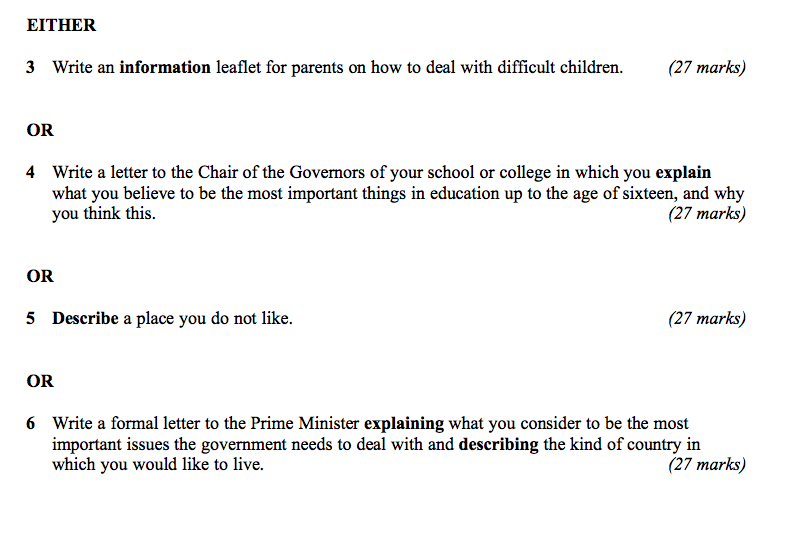 EITHER
3 Write an information leaflet for parents on how to deal with difficult children. (27 marks)
OR
4 Write a letter to the Chair of the Governors of your school or college in which you explain
what you believe to be the most important things in education up to the age of sixteen, and why
you think this. (27 marks)
OR
5 Describe a place you do not like. (27 marks)
OR
6 Write a formal letter to the Prime Minister explaining what you consider to be the most
important issues the government needs to deal with and describing the kind of country in
which you would like to live. (27 marks)